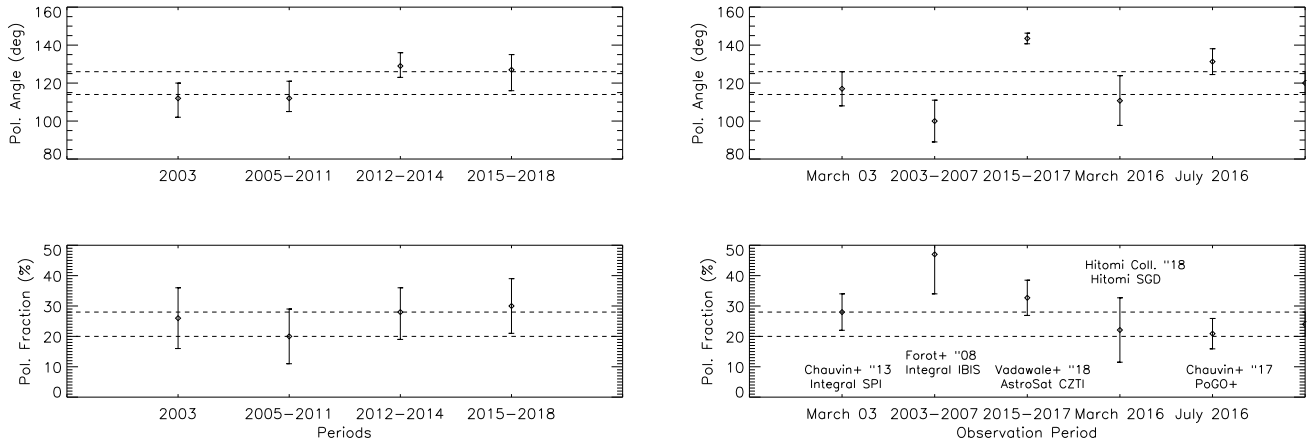 160
140
120
100
80
Pol. Angle (deg)
2003 2005−2011 2012−2014 2015−2018
160
140
120
100
80
Pol. Angle (deg)
March 03 2003−2007 2015−2017 March 2016 July 2016
50
40
30
20
10
0
Pol. Fraction (%)
2003 2005−2011 2012−2014 2015−2018
Periods
50
40
30
20
10
0
Pol. Fraction (%)
Hitomi Coll. "18
Hitomi SGD
Forot+ "08
Integral IBIS
Chauvin+ "13
Integral SPI
Vadawale+ "18
AstroSat CZTI
Chauvin+ "17
PoGO+
March 03 2003−2007 2015−2017 March 2016 July 2016
Observation Period